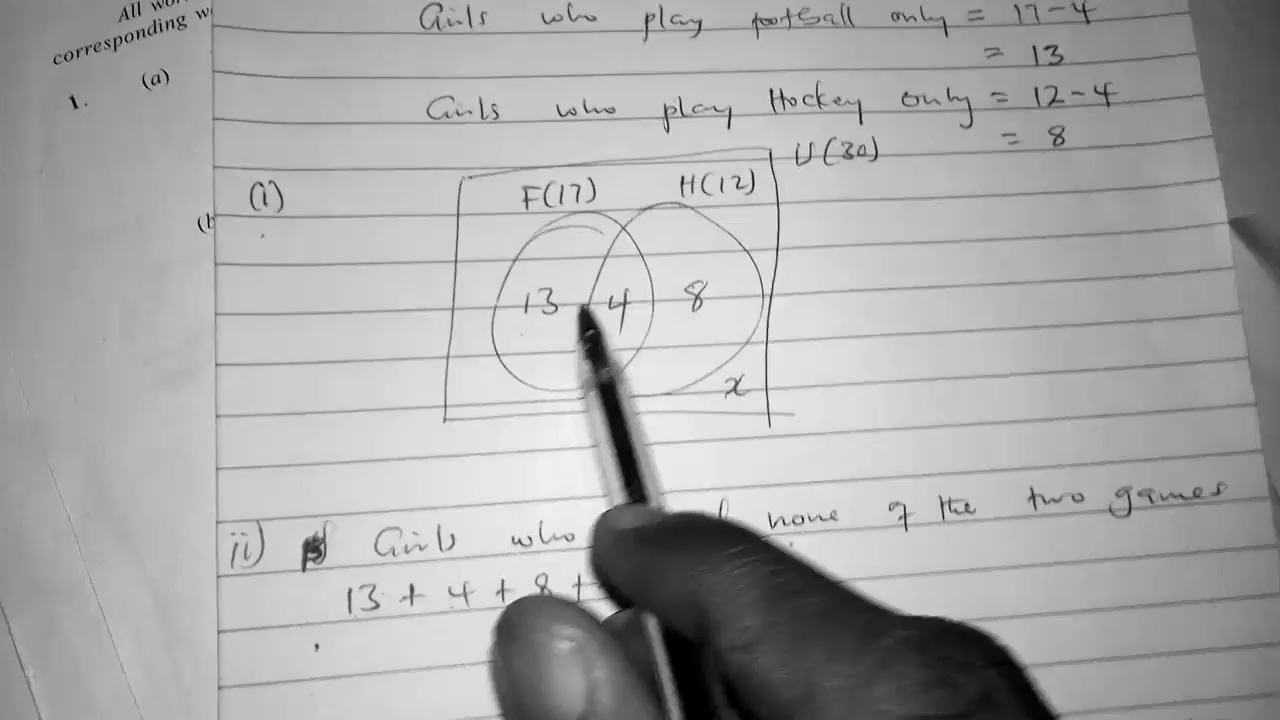 All
corresponding w
1. (a)
(b
Girls who play football only = 17-4
= 13
Girls who play Hockey only = 12-4
= 8
U(30)
(i)
F(17) H(12)
13 4 8
x
ii) Girls who none of the two games
13 + 4 + 8 +